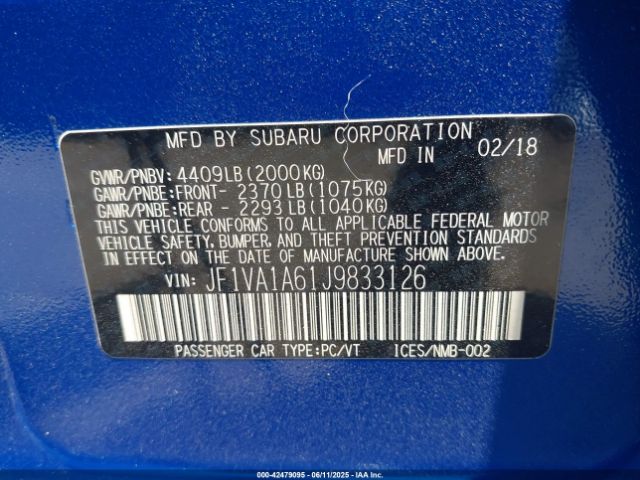 MFD BY SUBARU CORPORATION
MFD IN 02/18
GVWR/PNBV: 4409LB(2000KG)
GAWR/PNBE:FRONT- 2370LB(1075KG)
GAWR/PNBE:REAR - 2293LB(1040KG)
THIS VEHICLE CONFORMS TO ALL APPLICABLE FEDERAL MOTOR
VEHICLE SAFETY, BUMPER, AND THEFT PREVENTION STANDARDS
IN EFFECT ON THE DATE OF MANUFACTURE SHOWN ABOVE.
VIN: JF1VA1A61J9833126
PASSENGER CAR TYPE:PC/VT ICES/NMB-002
000-42479095 - 06/11/2025 - IAAI.COM